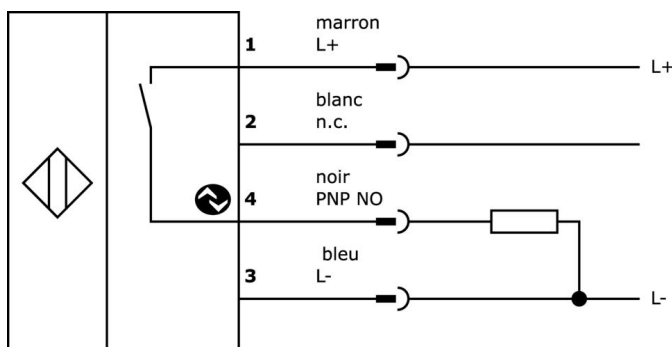 marron
1 L+ L+
blanc
2 n.c.
noir
4 PNP NO
bleu
3 L- L-